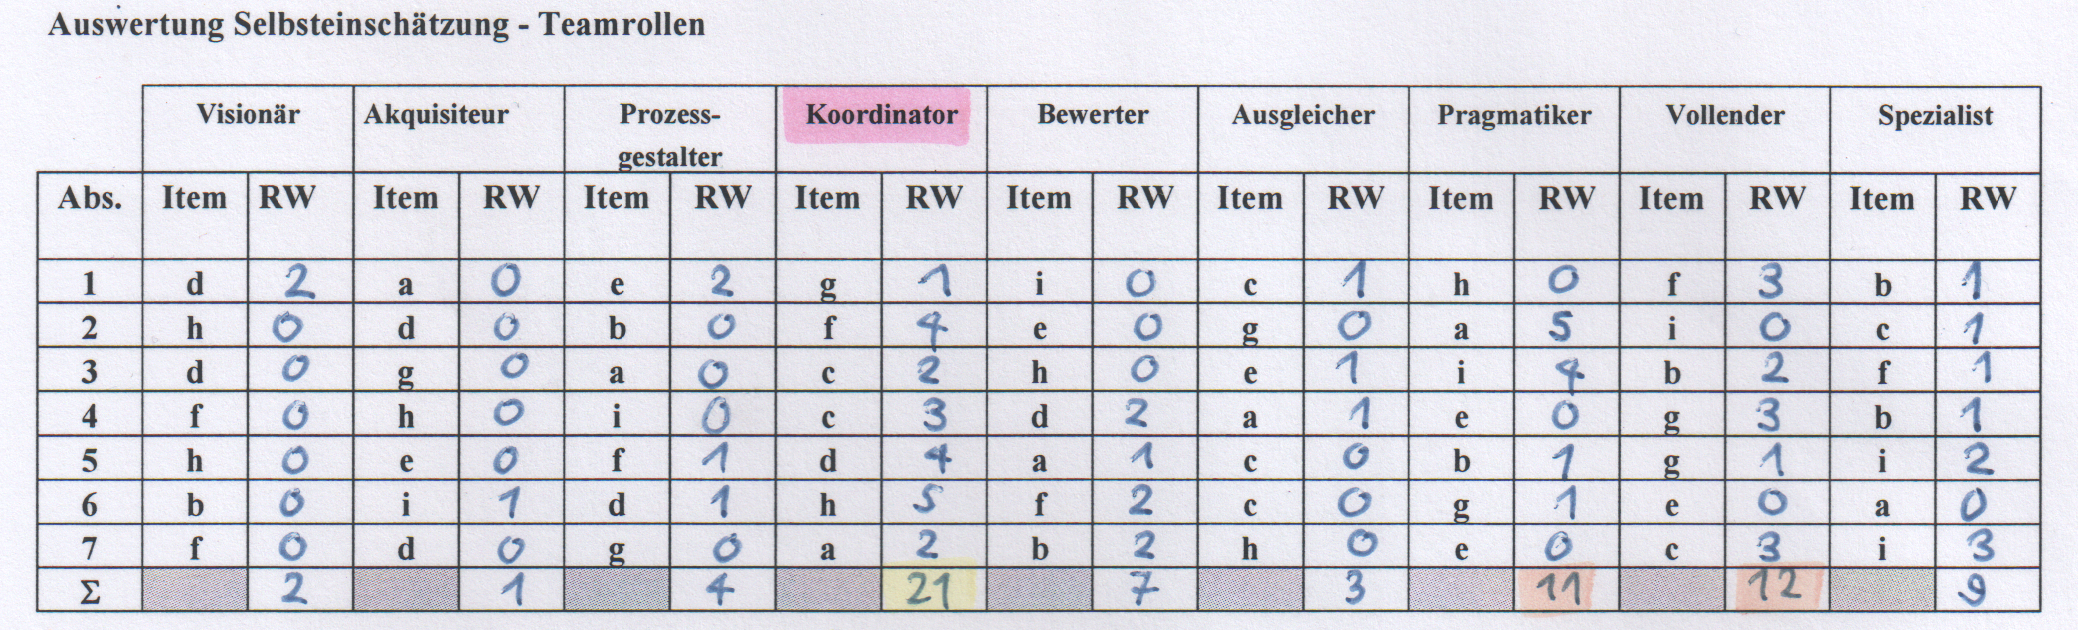 Auswertung Selbsteinschätzung - Teamrollen
Visionär Akquisiteur Prozess- Koordinator Bewerter Ausgleicher Pragmatiker Vollender Spezialist
gestalter
Abs. Item RW Item RW Item RW Item RW Item RW Item RW Item RW Item RW Item RW
1 d 2 a 0 e 2 g 1 i 0 c 1 h 0 f 3 b 1
2 h 0 d 0 b 0 f 4 e 0 g 0 a 5 i 0 c 1
3 d 0 g 0 a 0 c 2 h 0 e 1 i 4 b 2 f 1
4 f 0 h 0 i 0 c 3 d 2 a 1 e 0 g 3 b 1
5 h 0 e 0 f 1 d 4 a 1 c 0 b 1 g 1 i 2
6 b 0 i 1 d 1 h 5 f 2 c 0 g 1 e 0 a 0
7 f 0 d 0 g 0 a 2 b 2 h 0 e 0 c 3 i 3
Σ 2 1 4 21 7 3 11 12 9